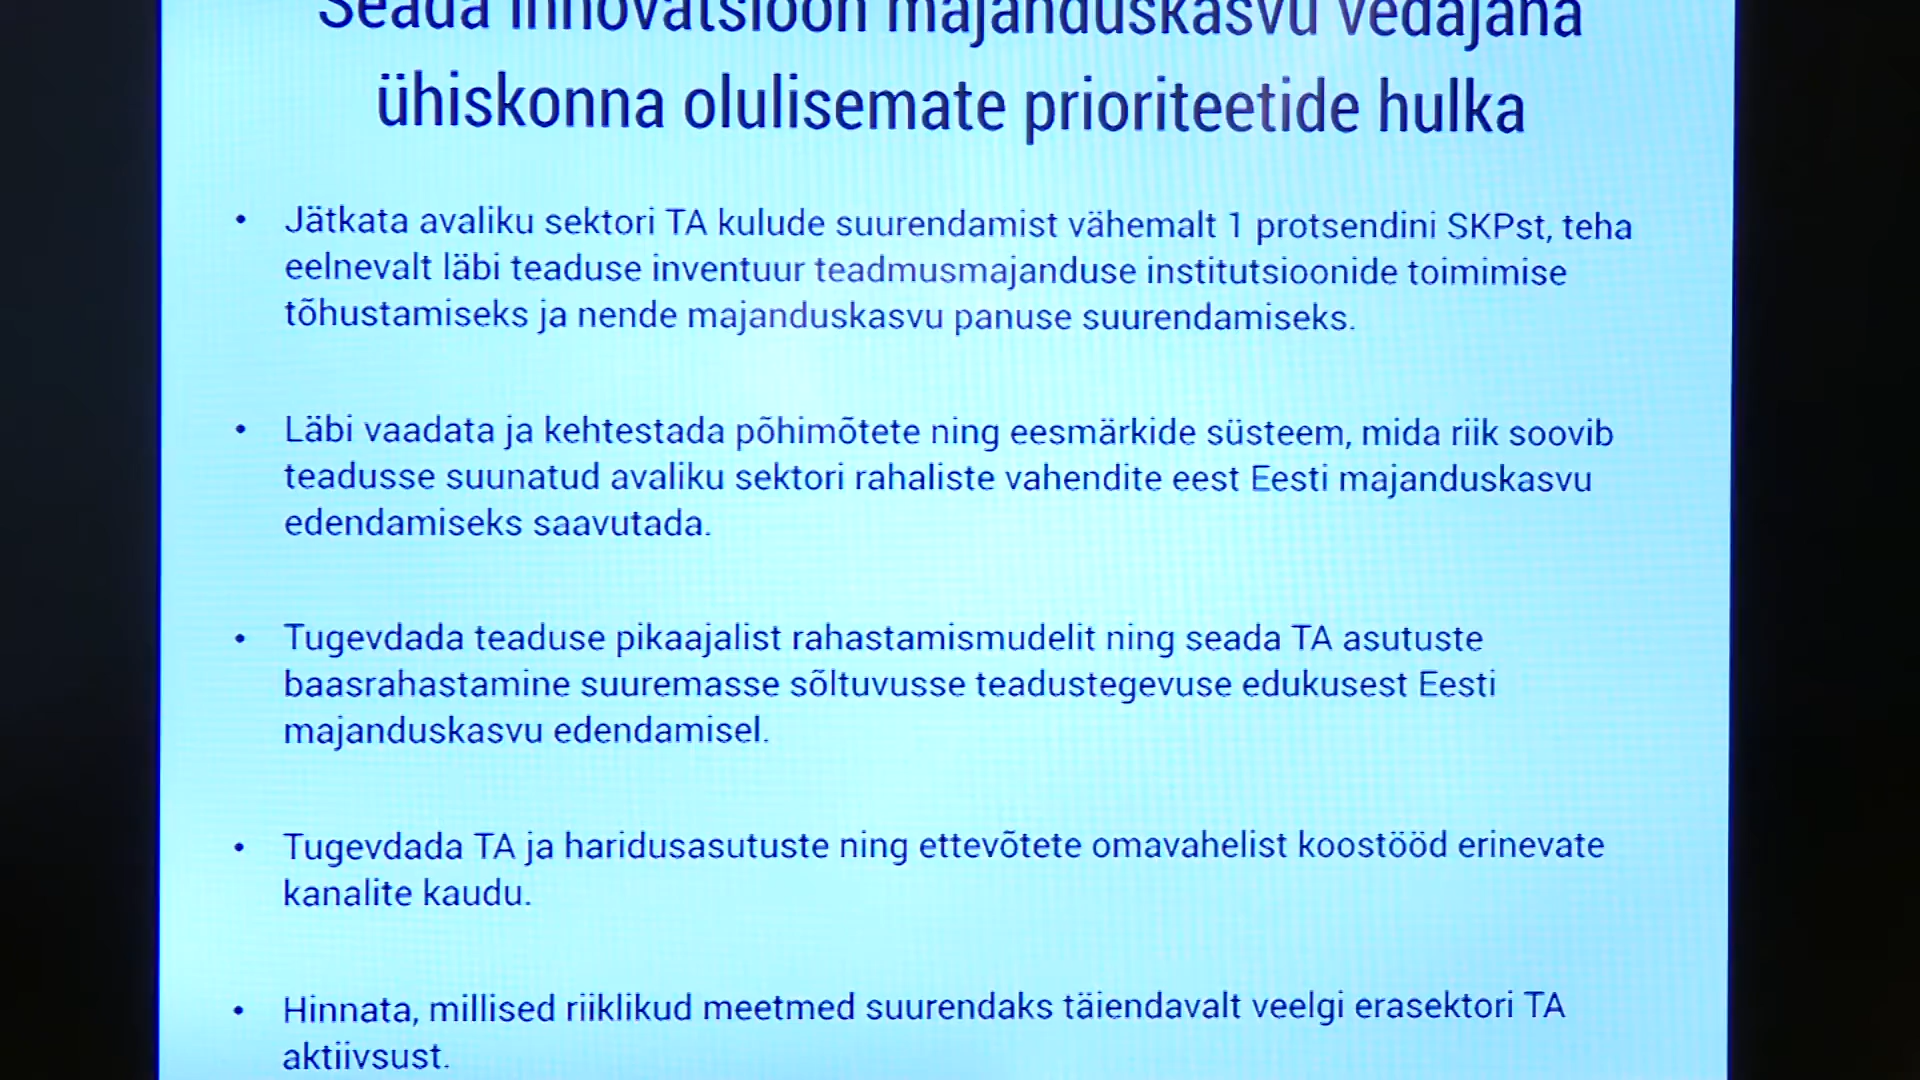 Seada innovatsioon majanduskasvu vedajana
ühiskonna olulisemate prioriteetide hulka
• Jätkata avaliku sektori TA kulude suurendamist vähemalt 1 protsendini SKPst, teha
eelnevalt läbi teaduse inventuur teadmusmajanduse institutsioonide toimimise
tõhustamiseks ja nende majanduskasvu panuse suurendamiseks.
• Läbi vaadata ja kehtestada põhimõtete ning eesmärkide süsteem, mida riik soovib
teadusse suunatud avaliku sektori rahaliste vahendite eest Eesti majanduskasvu
edendamiseks saavutada.
• Tugevdada teaduse pikaajalist rahastamismudelit ning seada TA asutuste
baasrahastamine suuremasse sõltuvusse teadustegevuse edukusest Eesti
majanduskasvu edendamisel.
• Tugevdada TA ja haridusasutuste ning ettevõtete omavahelist koostööd erinevate
kanalite kaudu.
• Hinnata, millised riiklikud meetmed suurendaks täiendavalt veelgi erasektori TA
aktiivsust.